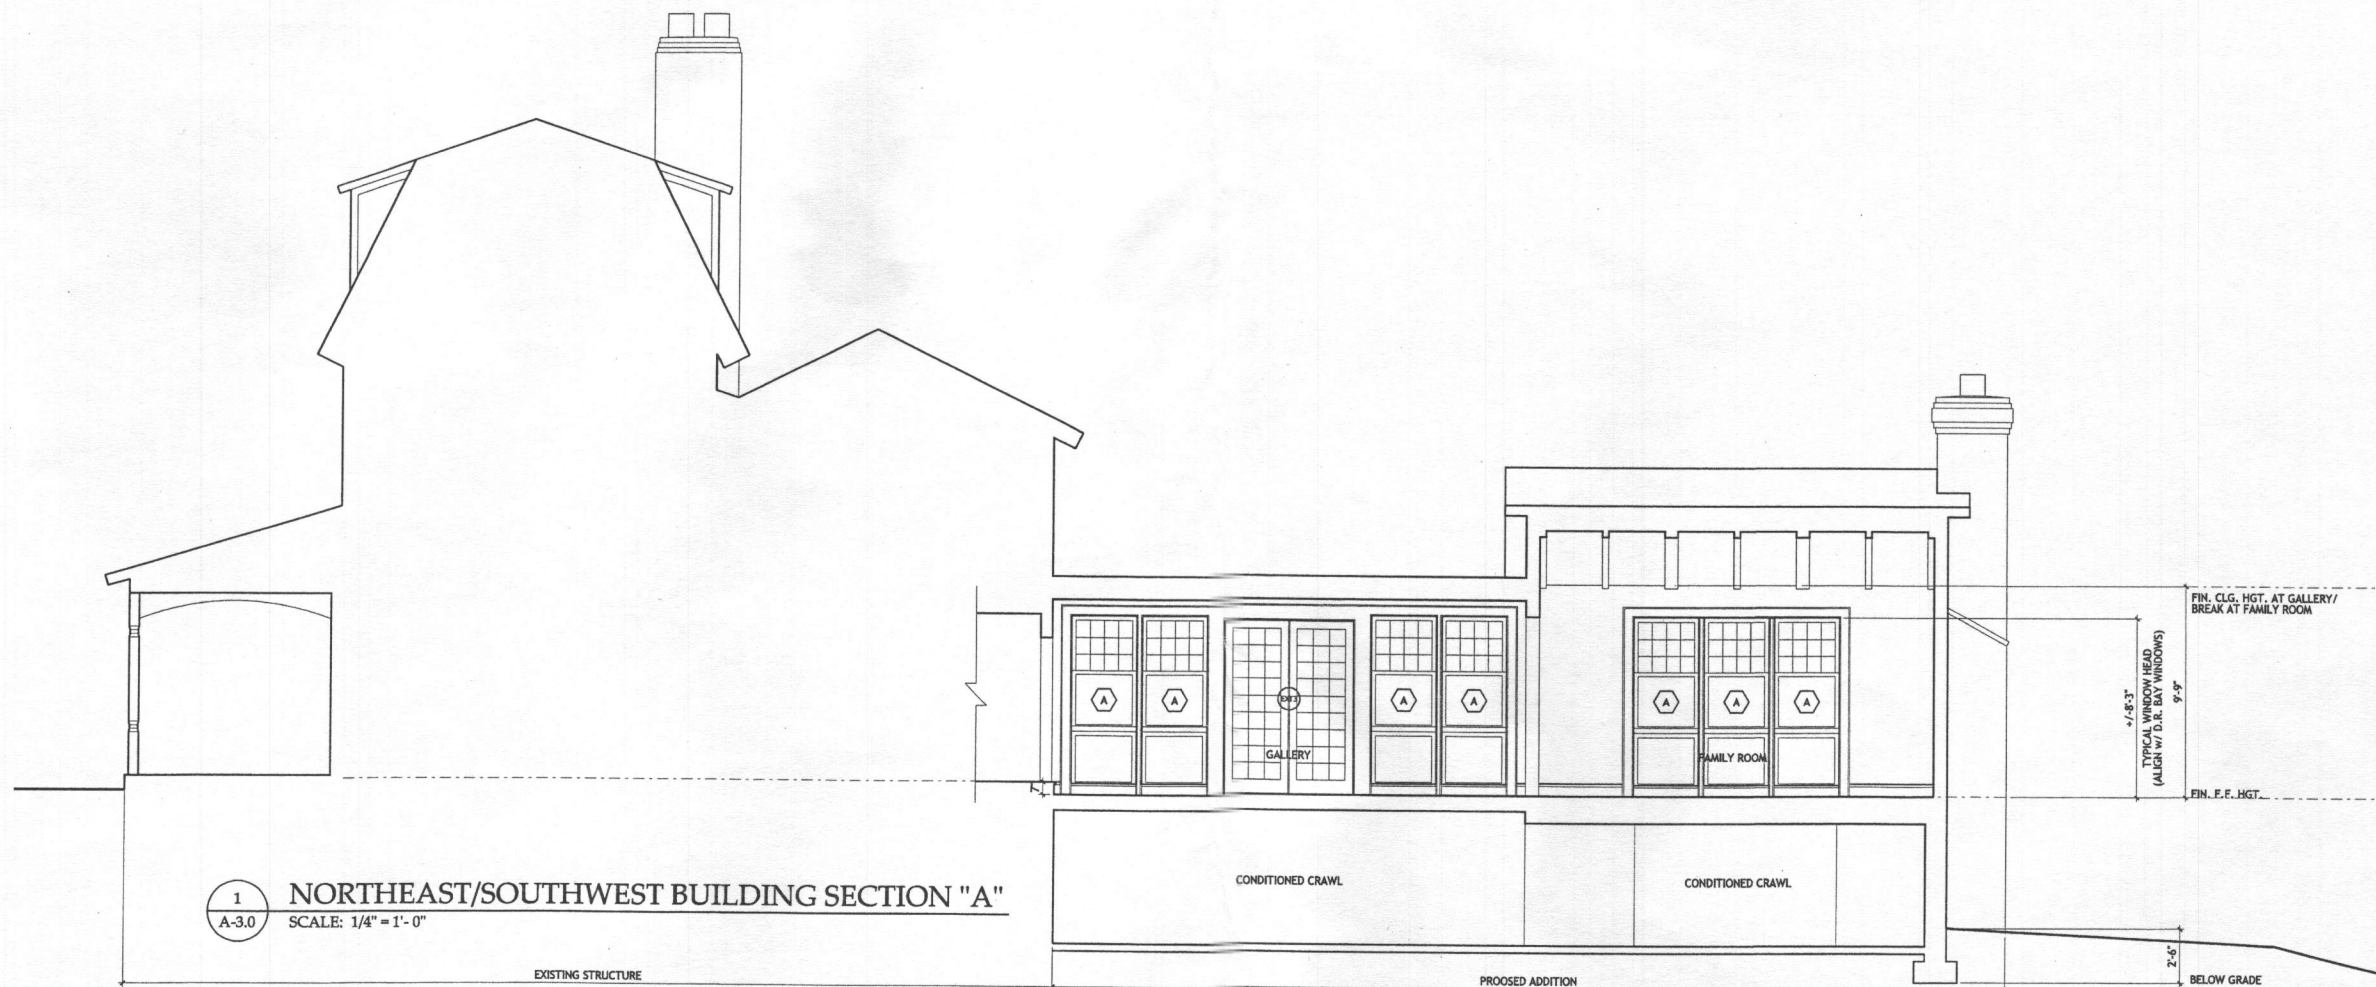 FIN. CLG. HGT. AT GALLERY/
BREAK AT FAMILY ROOM
+/-8'-3"
TYPICAL WINDOW HEAD
(ALIGN W/ D.R. BAY WINDOWS)
9'-9"
A
A
A
A
A
A
A
GALLERY
FAMILY ROOM
7"
FIN. F.F. HGT.
CONDITIONED CRAWL
CONDITIONED CRAWL
1
A-3.0
NORTHEAST/SOUTHWEST BUILDING SECTION "A"
SCALE: 1/4" = 1'- 0"
2'-6"
EXISTING STRUCTURE
PROOSED ADDITION
BELOW GRADE